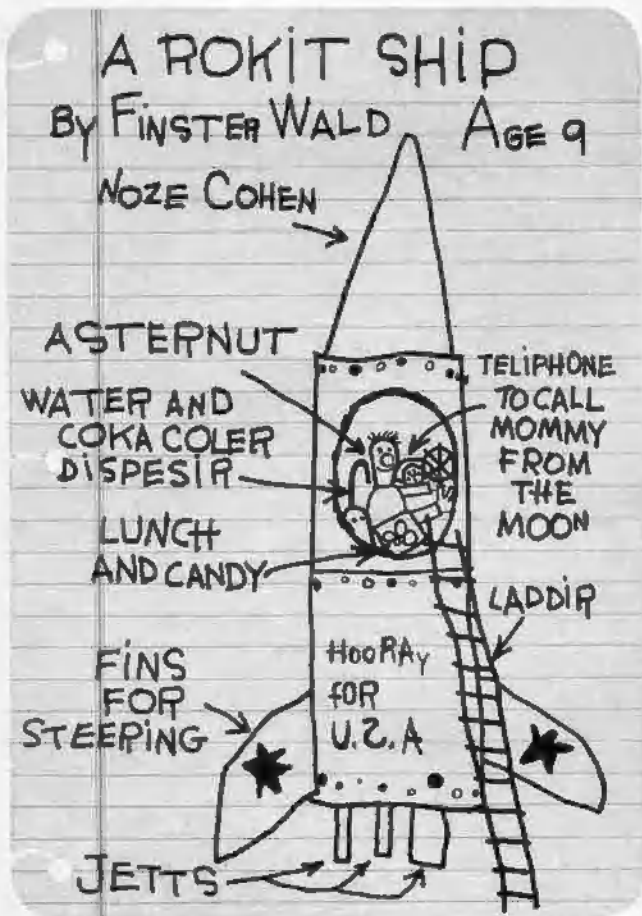 A ROKIT SHIP
BY FINSTER WALD AGE 9
NOZE COHEN
ASTERNUT
WATER AND
COKA COLER
DISPESIR
LUNCH
AND CANDY
TELIPHONE
TO CALL
MOMMY
FROM
THE
MOON
LADDIR
FINS
FOR
STEERING
HOORAY
FOR
U.S.A
JETTS